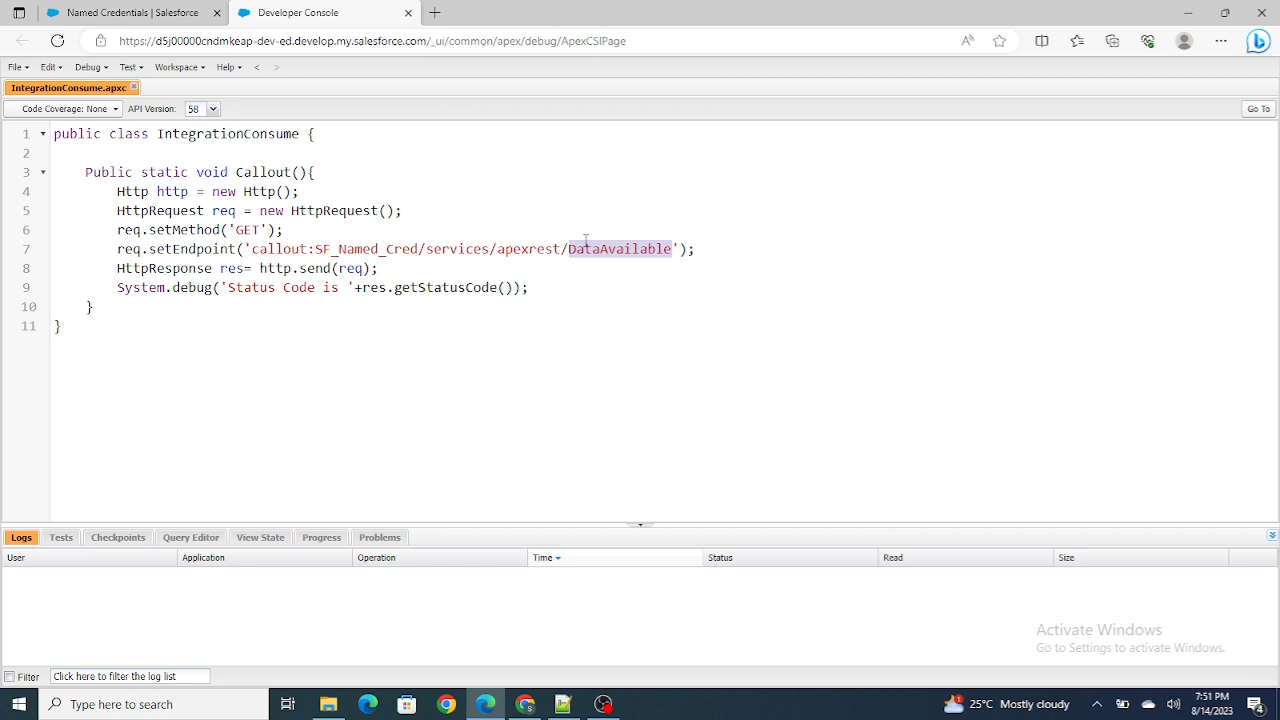 Named Credentials | Salesforce
Developer Console
https://d5j00000cndmkeap-dev-ed.develop.my.salesforce.com/_ui/common/apex/debug/ApexCSIPage
File Edit Debug Test Workspace Help < >
IntegrationConsume.apxc
Code Coverage: None API Version: 58 Go To
1 public class IntegrationConsume {
2
3 Public static void Callout(){
4 Http http = new Http();
5 HttpRequest req = new HttpRequest();
6 req.setMethod('GET');
7 req.setEndpoint('callout:SF_Named_Cred/services/apexrest/DataAvailable');
8 HttpResponse res= http.send(req);
9 System.debug('Status Code is '+res.getStatusCode());
10 }
11 }
Logs Tests Checkpoints Query Editor View State Progress Problems
User Application Operation Time Status Read Size
Activate Windows
Go to Settings to activate Windows.
Filter Click here to filter the log list
Type here to search
1
25°C Mostly cloudy
7:51 PM
8/14/2023
4